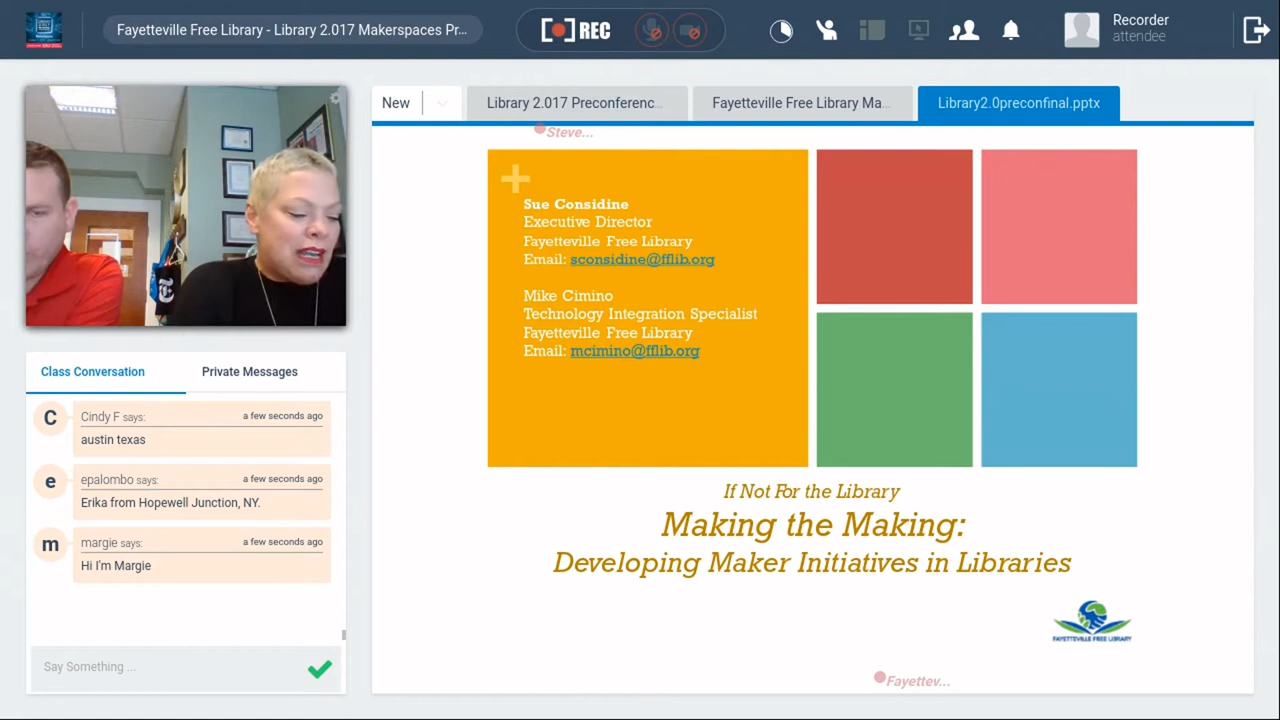 Fayetteville Free Library - Library 2.017 Makerspaces Pr...
REC
Recorder
attendee
New
Library 2.017 Preconferenc
Fayetteville Free Library Ma...
Library2.0preconfinal.pptx
Steve...
Sue Considine
Executive Director
Fayetteville Free Library
Email: sconsidine@fflib.org
Mike Cimino
Technology Integration Specialist
Fayetteville Free Library
Email: mcimino@fflib.org
If Not For the Library
Making the Making:
Developing Maker Initiatives in Libraries
FAYETTEVILLE FREE LIBRARY
Fayettev...
Class Conversation
Private Messages
C
Cindy F says:
a few seconds ago
austin texas
e
epalombo says:
a few seconds ago
Erika from Hopewell Junction, NY.
m
margie says:
a few seconds ago
Hi I'm Margie
Say Something ...